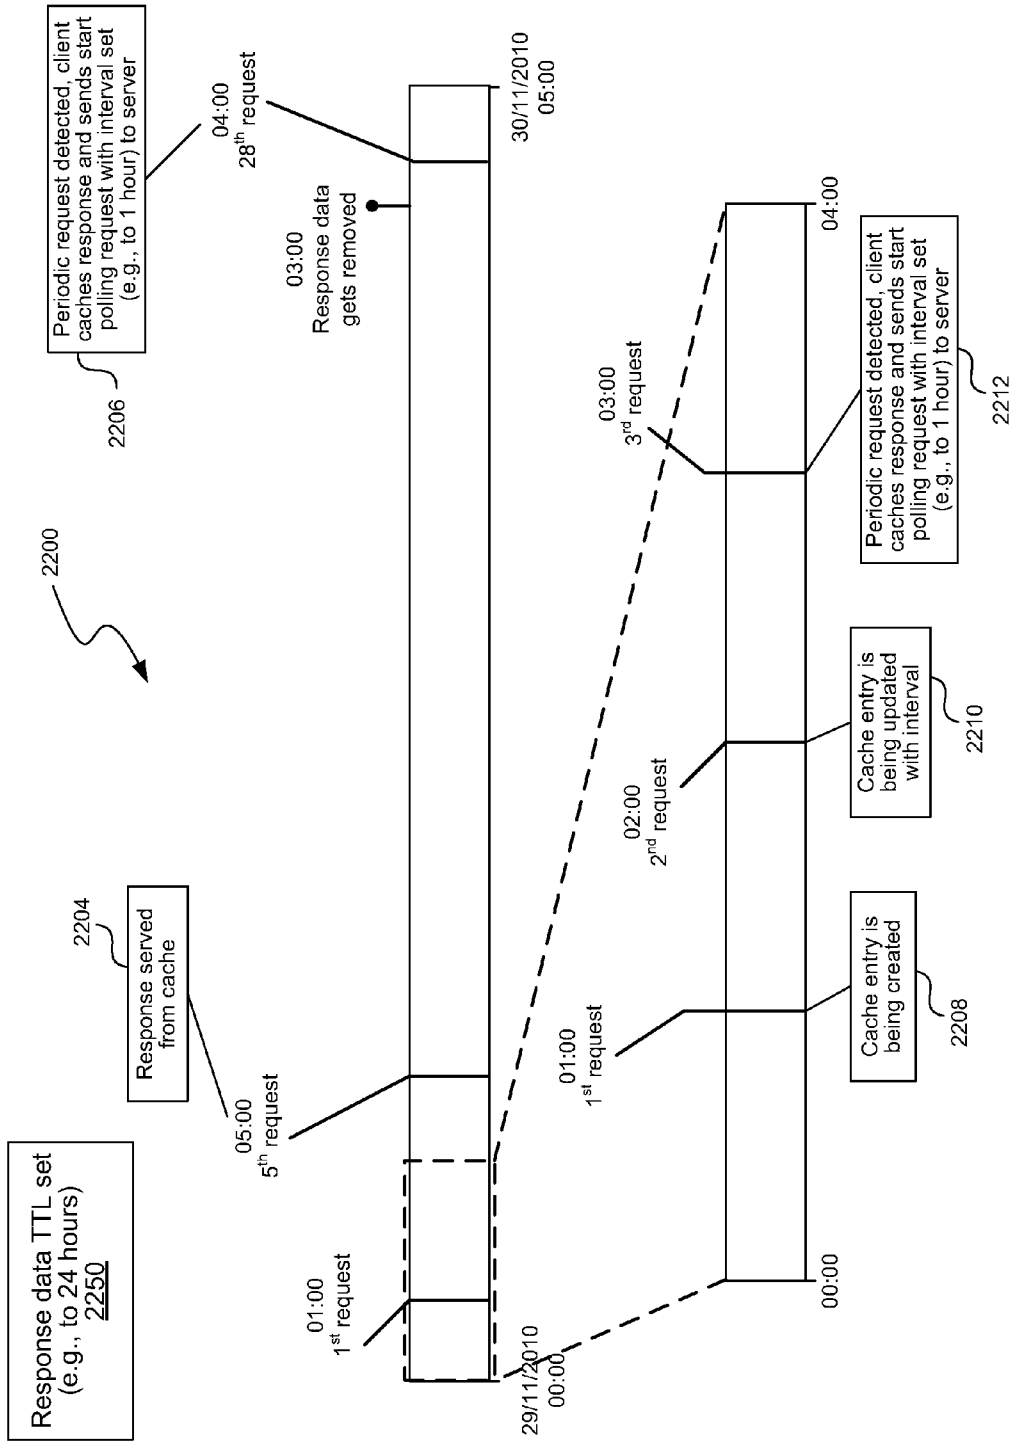 Response data TTL set
(e.g., to 24 hours)
2250
2204
Response served
from cache
2200
2206
Periodic request detected, client
caches response and sends start
polling request with interval set
(e.g., to 1 hour) to server
01:00
1st request
05:00
5th request
03:00
Response data
gets removed
04:00
28th request
29/11/2010
00:00
30/11/2010
05:00
01:00
1st request
02:00
2nd request
03:00
3rd request
00:00
04:00
Cache entry is
being created
2208
Cache entry is
being updated
with interval
2210
Periodic request detected, client
caches response and sends start
polling request with interval set
(e.g., to 1 hour) to server
2212